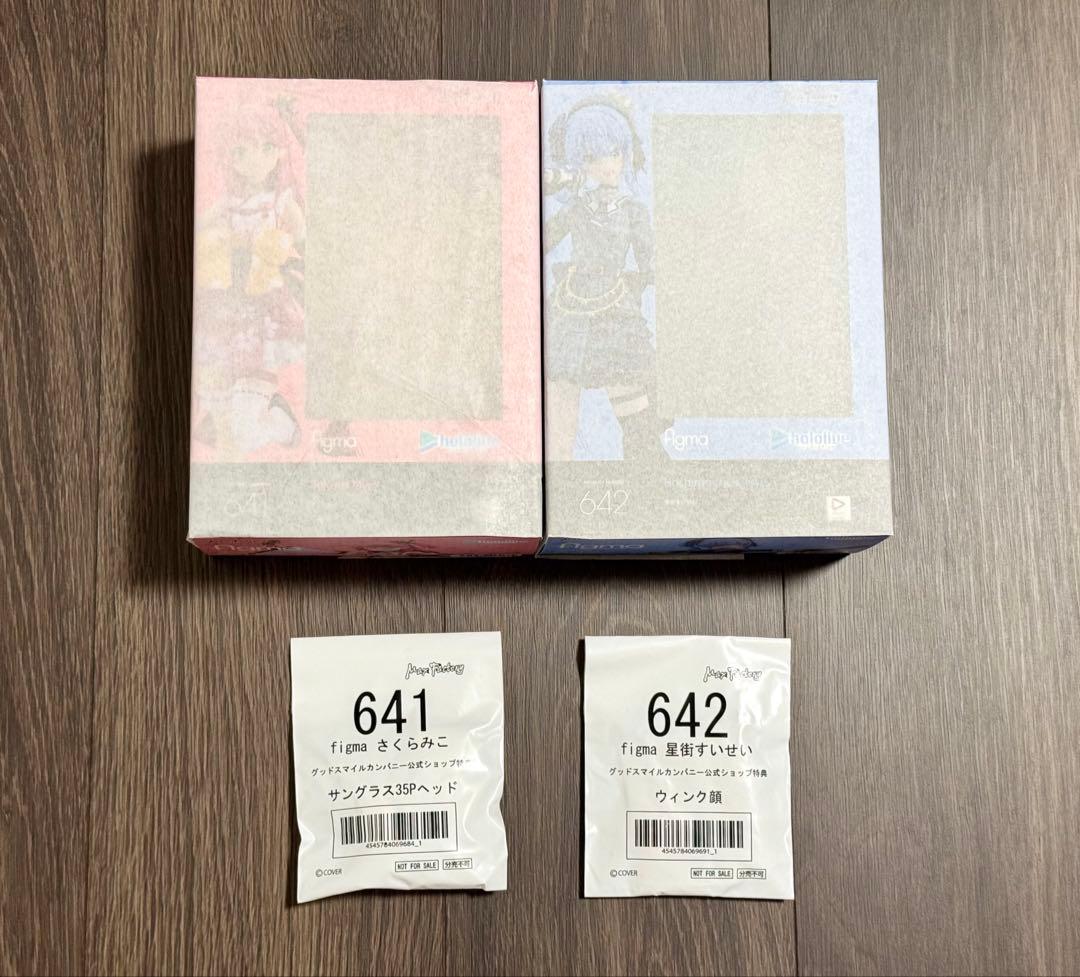 figma
hololive
641
figma
figma
hololive
642
figma
Max Factory
641
figma さくらみこ
グッドスマイルカンパニー公式ショップ特典
サングラス35Pヘッド
4545784069684_1
NOT FOR SALE 分売不可
©COVER
Max Factory
642
figma 星街すいせい
グッドスマイルカンパニー公式ショップ特典
ウィンク顔
4545784069691_1
NOT FOR SALE 分売不可
©COVER